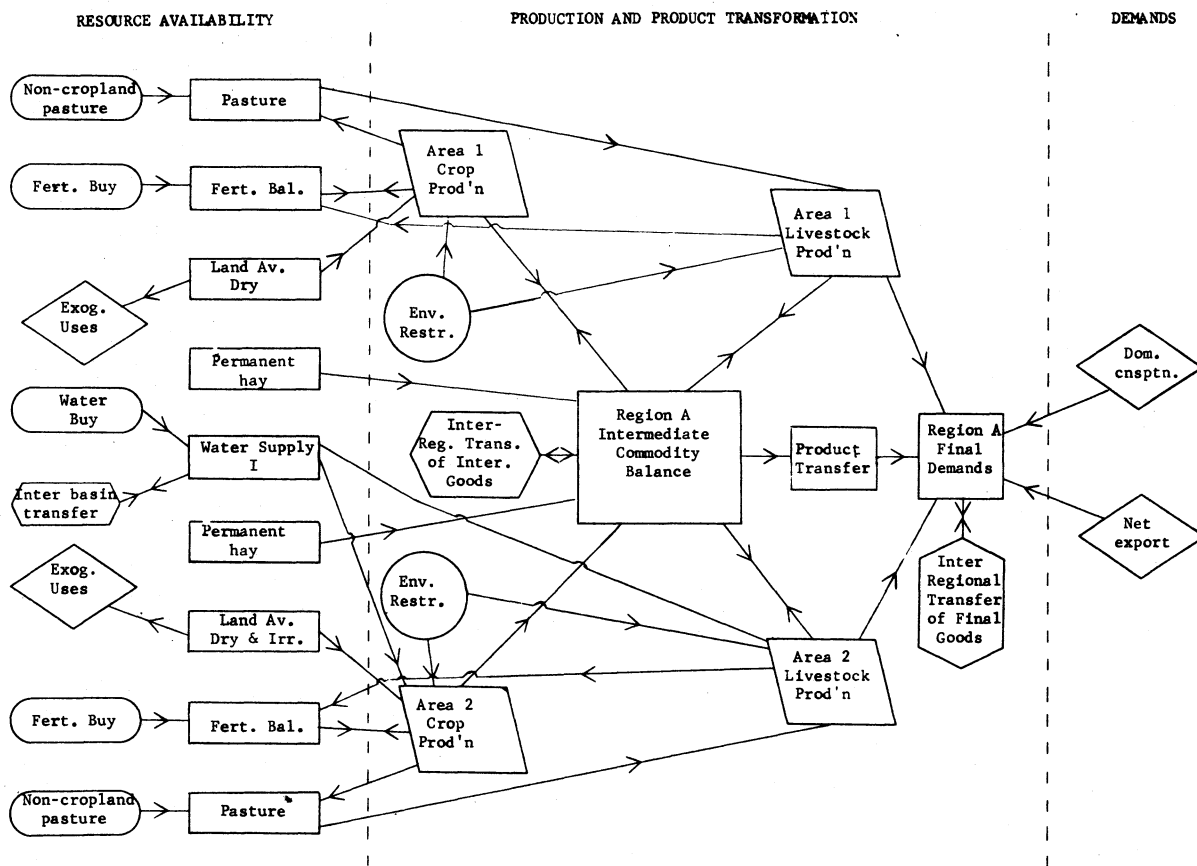 RESOURCE AVAILABILITY
PRODUCTION AND PRODUCT TRANSFORMATION
DEMANDS
Non-cropland
pasture
Pasture
Area 1
Crop
Prod'n
Fert. Buy
Fert. Bal.
Area 1
Livestock
Prod'n
Land Av.
Dry
Exog.
Uses
Env.
Restr.
Permanent
hay
Dom.
cnsptn.
Water
Buy
Region A
Intermediate
Commodity
Balance
Inter-
Reg. Trans.
of Inter.
Goods
Product
Transfer
Region A
Final
Demands
Water Supply
I
Inter basin
transfer
Permanent
hay
Net
export
Exog.
Uses
Env.
Restr.
Inter
Regional
Transfer
of Final
Goods
Land Av.
Dry & Irr.
Area 2
Livestock
Prod'n
Fert. Buy
Fert. Bal.
Area 2
Crop
Prod'n
Non-cropland
pasture
Pasture